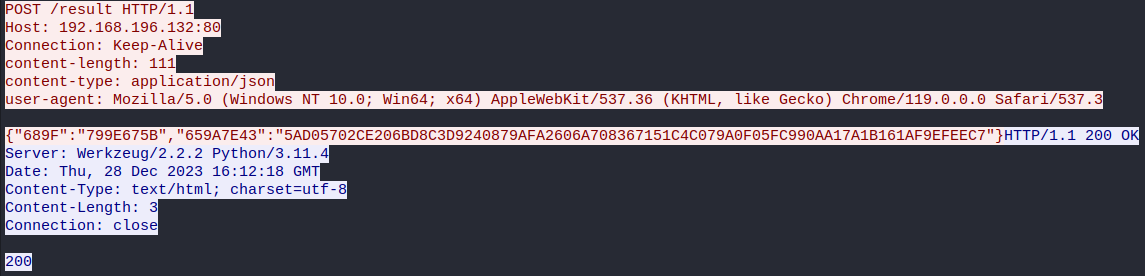 POST /result HTTP/1.1
Host: 192.168.196.132:80
Connection: Keep-Alive
content-length: 111
content-type: application/json
user-agent: Mozilla/5.0 (Windows NT 10.0; Win64; x64) AppleWebKit/537.36 (KHTML, like Gecko) Chrome/119.0.0.0 Safari/537.3
{"689F":"799E675B","659A7E43":"5AD05702CE206BD8C3D9240879AFA2606A708367151C4C079A0F05FC990AA17A1B161AF9EFEEC7"}HTTP/1.1 200 OK
Server: Werkzeug/2.2.2 Python/3.11.4
Date: Thu, 28 Dec 2023 16:12:18 GMT
Content-Type: text/html; charset=utf-8
Content-Length: 3
Connection: close
200